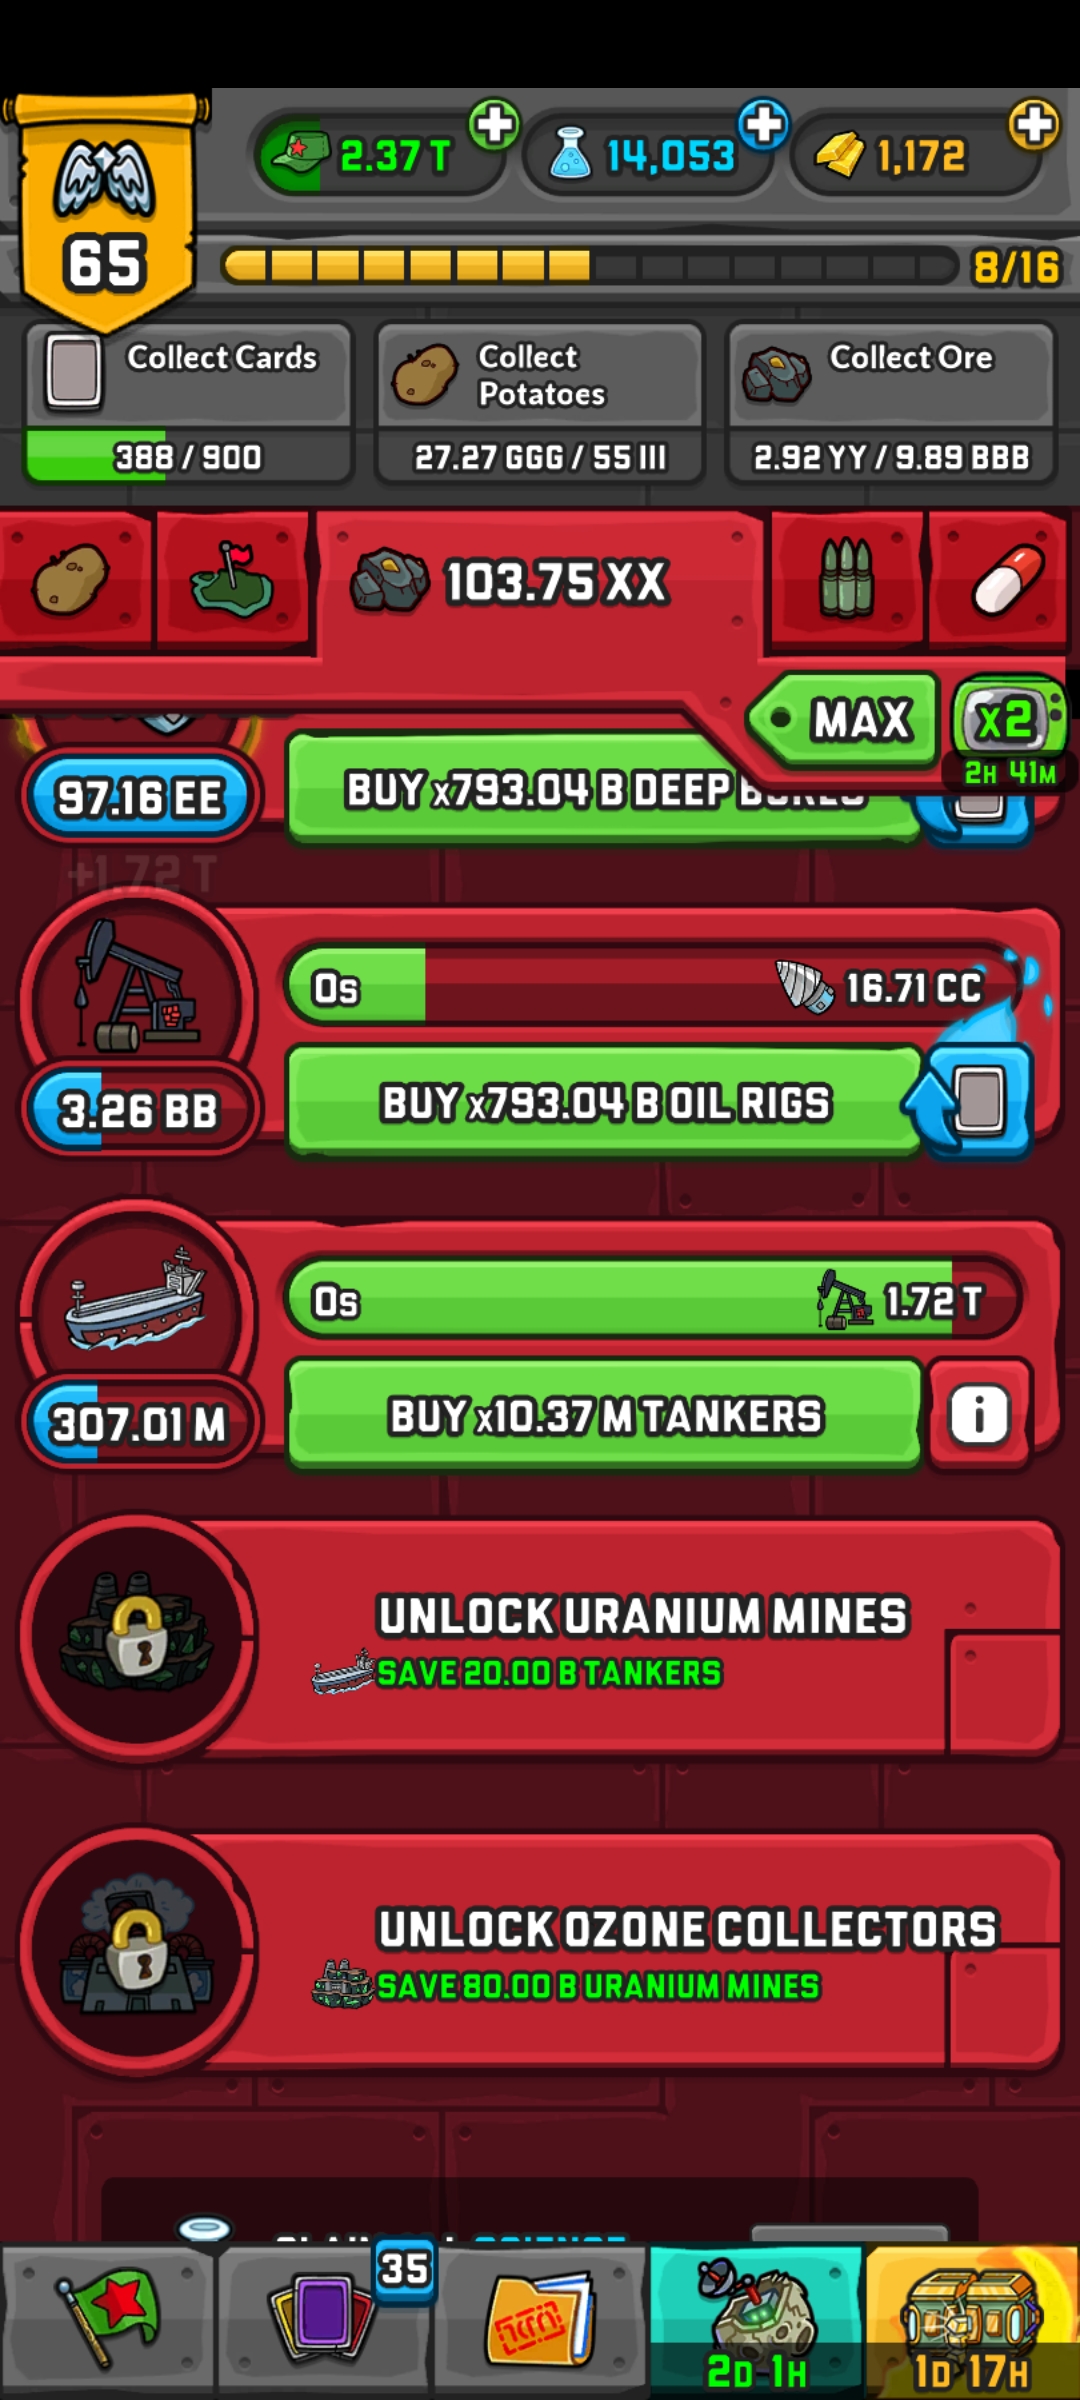 2.37 T
14,053
1,172
65
8/16
Collect Cards
388 / 900
Collect
Potatoes
27.27 GGG / 55 III
Collect Ore
2.92 YY / 9.89 BBB
103.75 XX
MAX
x2
2H 41M
97.16 EE
BUY x793.04 B DEEP BORES
+1.72 T
0s
16.71 CC
3.26 BB
BUY x793.04 B OIL RIGS
0s
1.72 T
307.01 M
BUY x10.37 M TANKERS
i
UNLOCK URANIUM MINES
SAVE 20.00 B TANKERS
UNLOCK OZONE COLLECTORS
SAVE 80.00 B URANIUM MINES
35
2D 1H
1D 17H